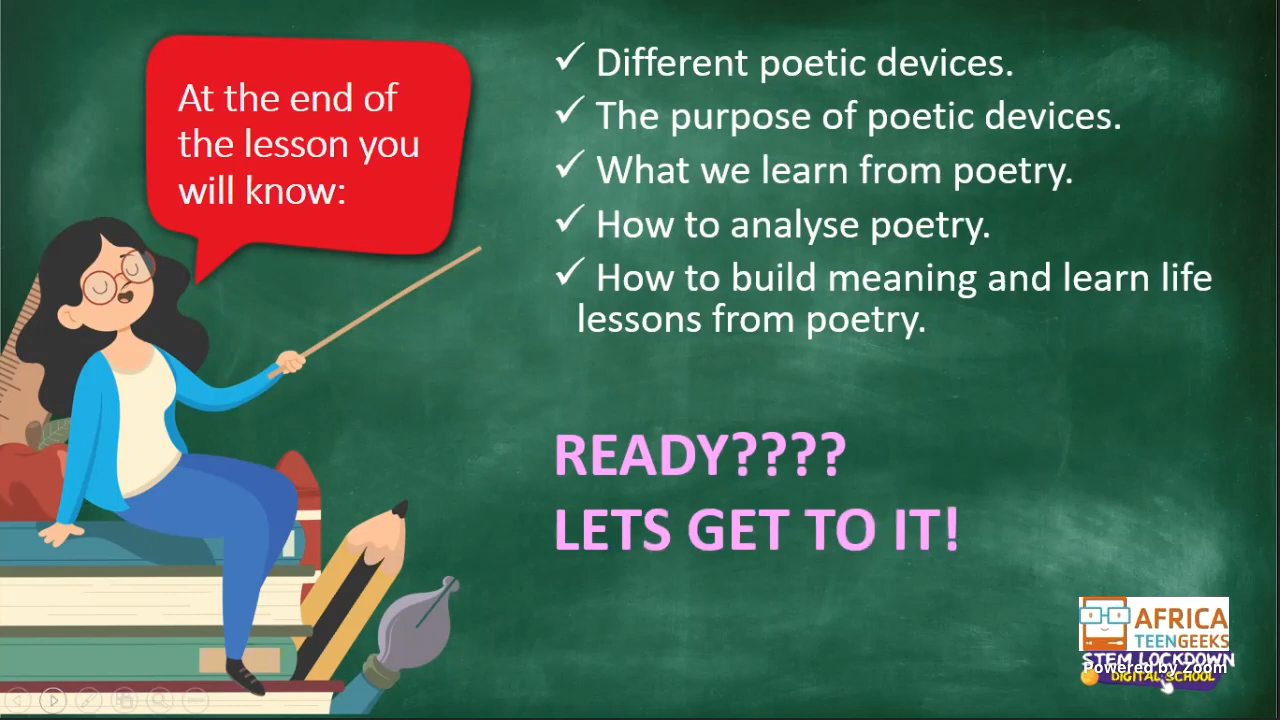 At the end of
the lesson you
will know:
✓ Different poetic devices.
✓ The purpose of poetic devices.
✓ What we learn from poetry.
✓ How to analyse poetry.
✓ How to build meaning and learn life
lessons from poetry.
READY????
LETS GET TO IT!
AFRICA
TEENGEEKS
STEM LOCKDOWN
Powered by Zoom
DIGITAL SCHOOL